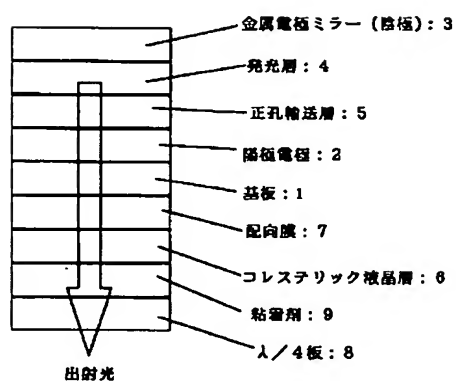 金属電極ミラー（陰極）：3
発光層：4
正孔輸送層：5
陽極電極：2
基板：1
配向膜：7
コレステリック液晶層：6
粘着剤：9
λ／4板：8
出射光